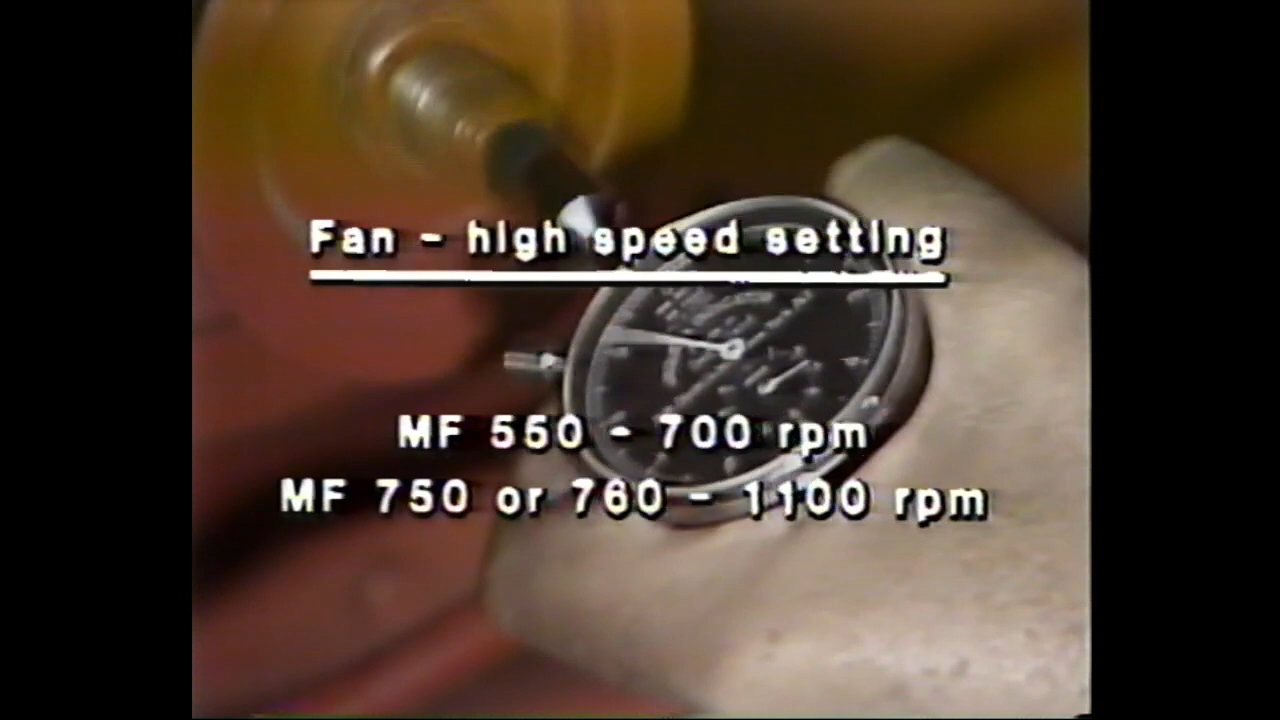 Fan - high speed setting
MF 550 - 700 rpm
MF 750 or 760 - 1100 rpm